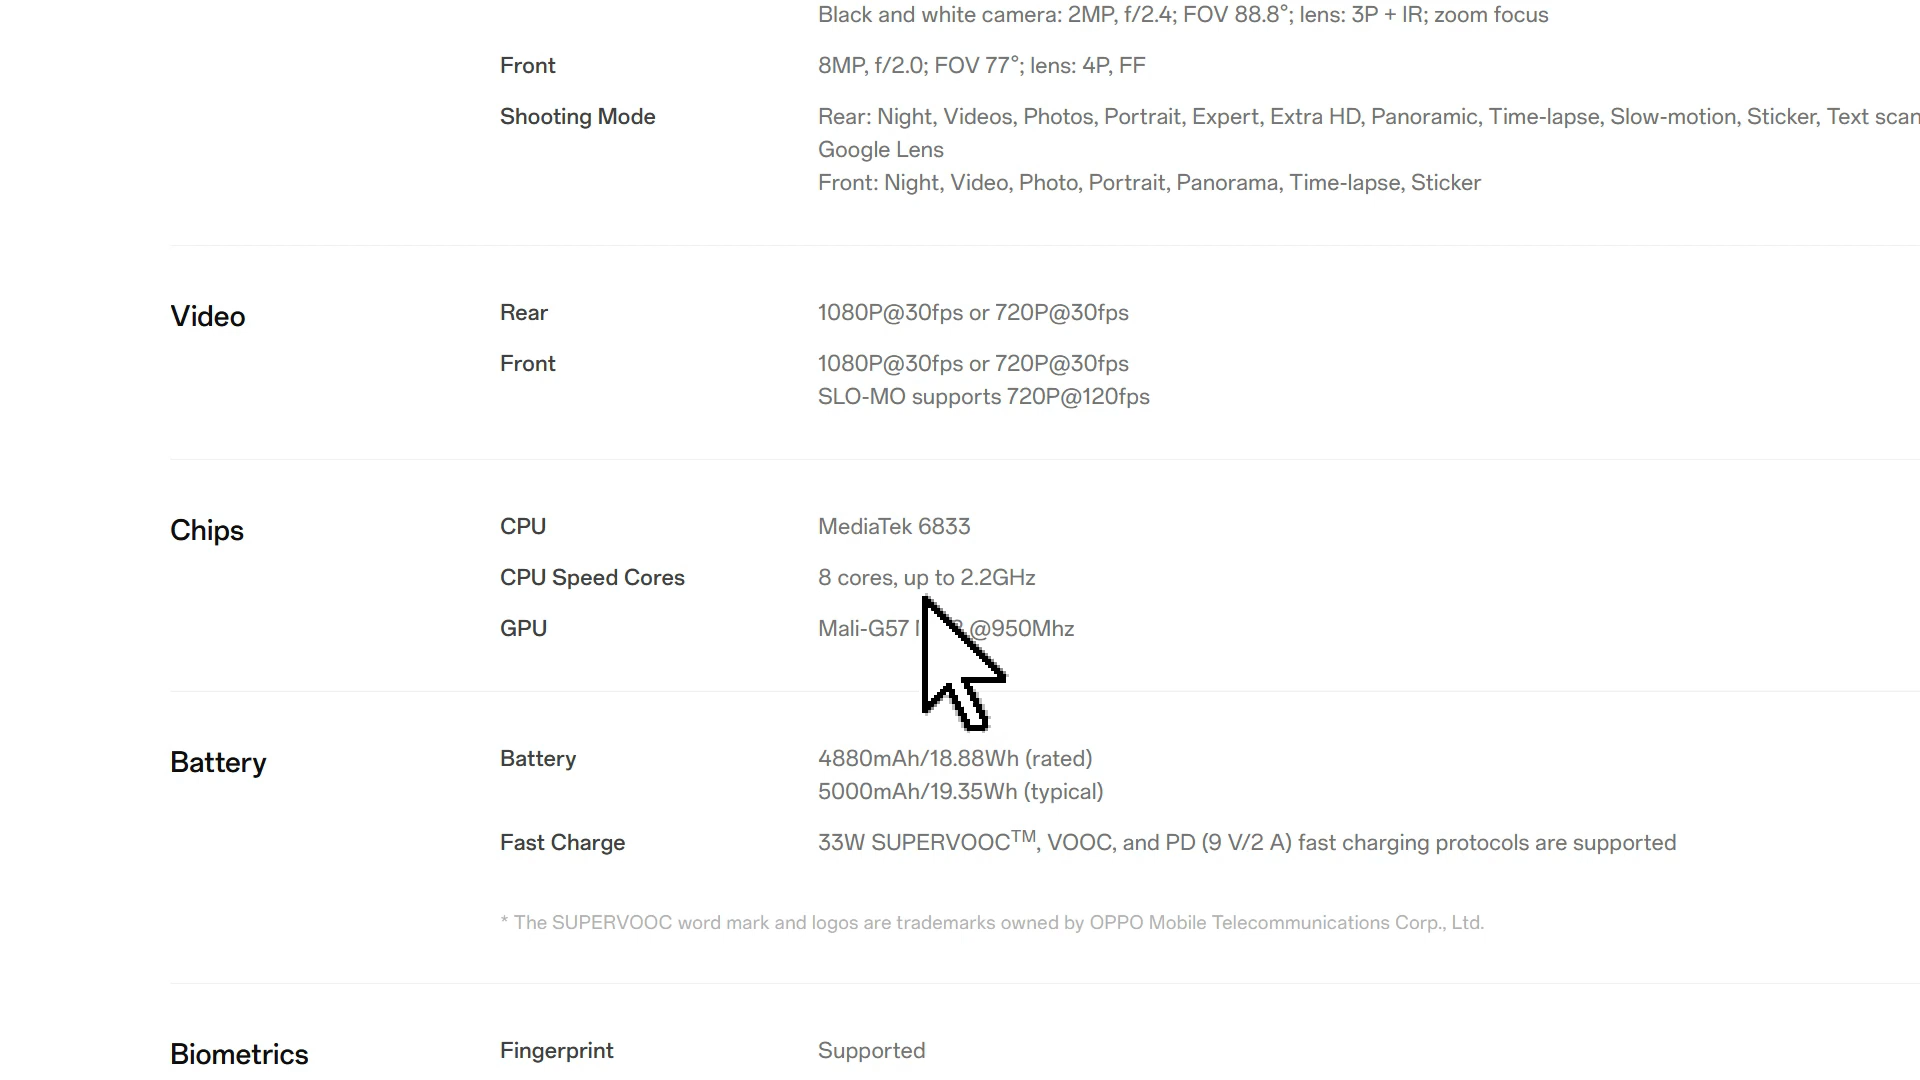 Black and white camera: 2MP, f/2.4; FOV 88.8°; lens: 3P + IR; zoom focus
Front 8MP, f/2.0; FOV 77°; lens: 4P, FF
Shooting Mode Rear: Night, Videos, Photos, Portrait, Expert, Extra HD, Panoramic, Time-lapse, Slow-motion, Sticker, Text scan
Google Lens
Front: Night, Video, Photo, Portrait, Panorama, Time-lapse, Sticker
Video Rear 1080P@30fps or 720P@30fps
Front 1080P@30fps or 720P@30fps
SLO-MO supports 720P@120fps
Chips CPU MediaTek 6833
CPU Speed Cores 8 cores, up to 2.2GHz
GPU Mali-G57 @950Mhz
Battery Battery 4880mAh/18.88Wh (rated)
5000mAh/19.35Wh (typical)
Fast Charge 33W SUPERVOOC™, VOOC, and PD (9 V/2 A) fast charging protocols are supported
* The SUPERVOOC word mark and logos are trademarks owned by OPPO Mobile Telecommunications Corp., Ltd.
Biometrics Fingerprint Supported